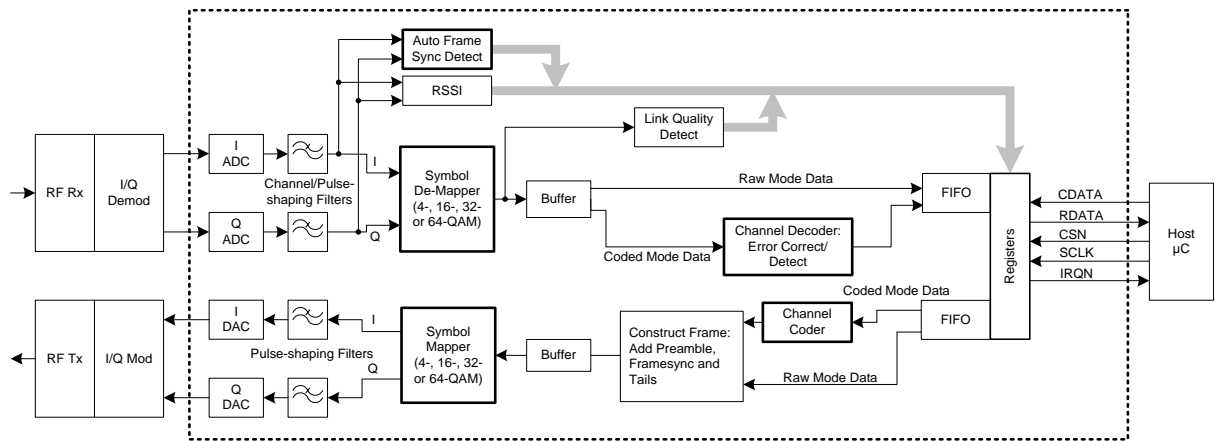 Auto Frame
Sync Detect
RSSI
Link Quality
Detect
RF Rx
I/Q
Demod
I
ADC
Q
ADC
Channel/Pulse-
shaping Filters
I
Q
Symbol
De-Mapper
(4-, 16-, 32-
or 64-QAM)
Buffer
Raw Mode Data
Coded Mode Data
Channel Decoder:
Error Correct/
Detect
FIFO
Registers
CDATA
RDATA
CSN
SCLK
IRQN
Host
µC
RF Tx
I/Q Mod
I
DAC
Q
DAC
Pulse-shaping Filters
I
Q
Symbol
Mapper
(4-, 16-, 32-
or 64-QAM)
Buffer
Construct Frame:
Add Preamble,
Framesync and
Tails
Channel
Coder
Coded Mode Data
Raw Mode Data
FIFO